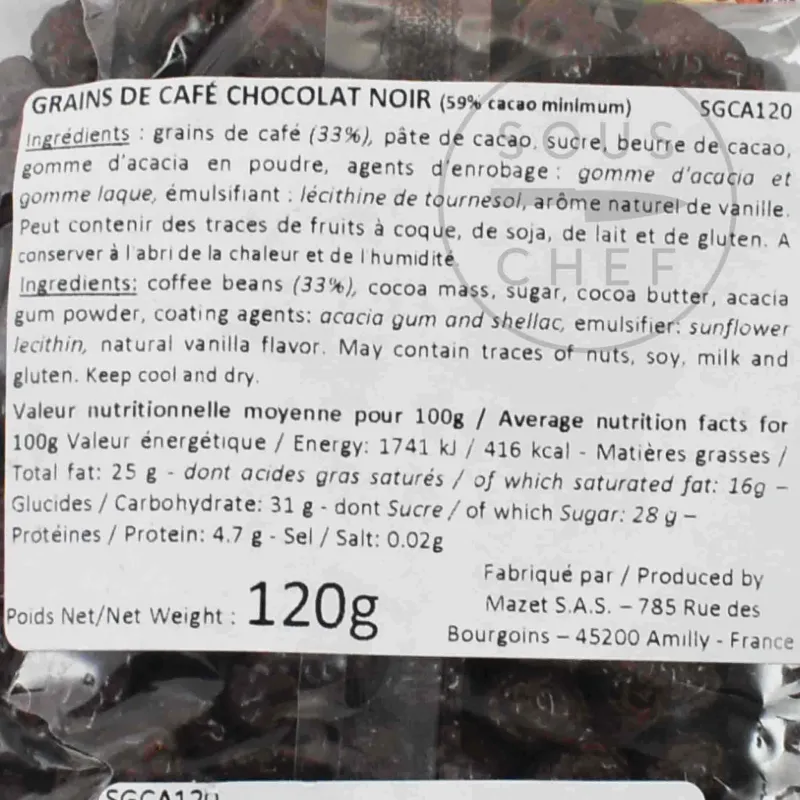 GRAINS DE CAFÉ CHOCOLAT NOIR (59% cacao minimum) SGCA120
Ingrédients : grains de café (33%), pâte de cacao, sucre, beurre de cacao,
gomme d'acacia en poudre, agents d'enrobage : gomme d'acacia et
gomme laque, émulsifiant : lécithine de tournesol, arôme naturel de vanille.
Peut contenir des traces de fruits à coque, de soja, de lait et de gluten. A
conserver à l'abri de la chaleur et de l'humidité.
Ingredients: coffee beans (33%), cocoa mass, sugar, cocoa butter, acacia
gum powder, coating agents: acacia gum and shellac, emulsifier: sunflower
lecithin, natural vanilla flavor. May contain traces of nuts, soy, milk and
gluten. Keep cool and dry.
Valeur nutritionnelle moyenne pour 100g / Average nutrition facts for
100g Valeur énergétique / Energy: 1741 kJ / 416 kcal - Matières grasses /
Total fat: 25 g - dont acides gras saturés / of which saturated fat: 16g –
Glucides / Carbohydrate: 31 g - dont Sucre / of which Sugar: 28 g –
Protéines / Protein: 4.7 g - Sel / Salt: 0.02g
Poids Net/Net Weight : 120g
Fabriqué par / Produced by
Mazet S.A.S. – 785 Rue des
Bourgoins – 45200 Amilly - France
SOUS
CHEF
SGCA120